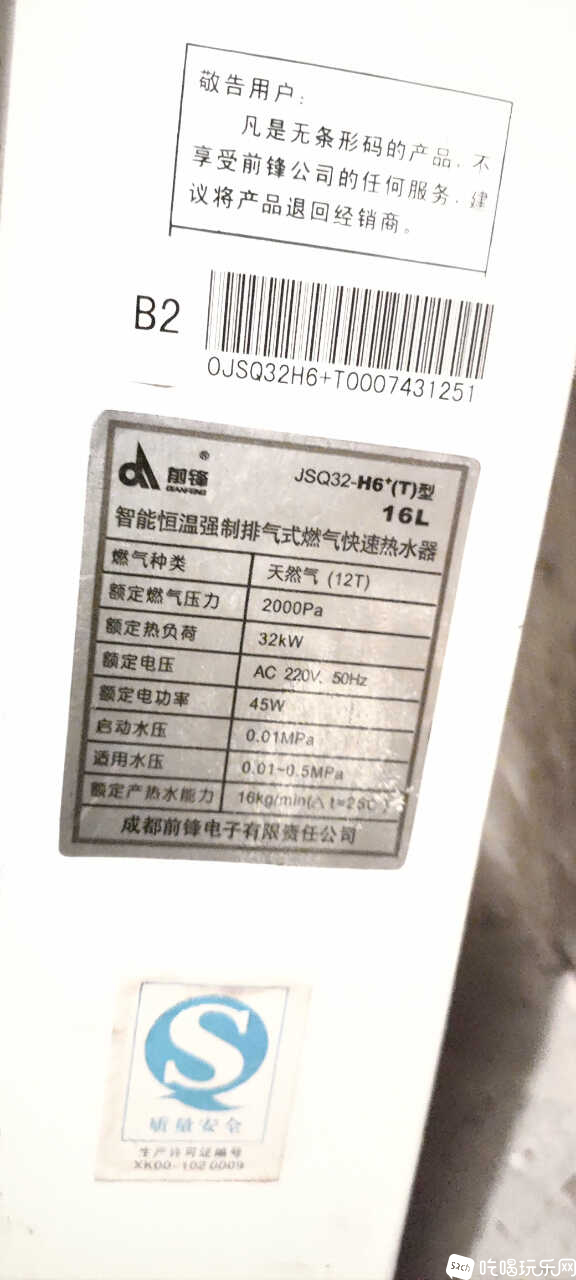 敬告用户：
凡是无条形码的产品，不
享受前锋公司的任何服务，建
议将产品退回经销商。
B2
0JSQ32H6+T0007431251
前锋®
QIANFENG
JSQ32-H6⁺(T)型
16L
智能恒温强制排气式燃气快速热水器
燃气种类 天然气 (12T)
额定燃气压力 2000Pa
额定热负荷 32kW
额定电压 AC 220V. 50Hz
额定电功率 45W
启动水压 0.01MPa
适用水压 0.01~0.5MPa
额定产热水能力 16kg/min(△t=25C)
成都前锋电子有限责任公司
S
质量安全
生产许可证编号
XK00-102 0009
吃喝玩乐网